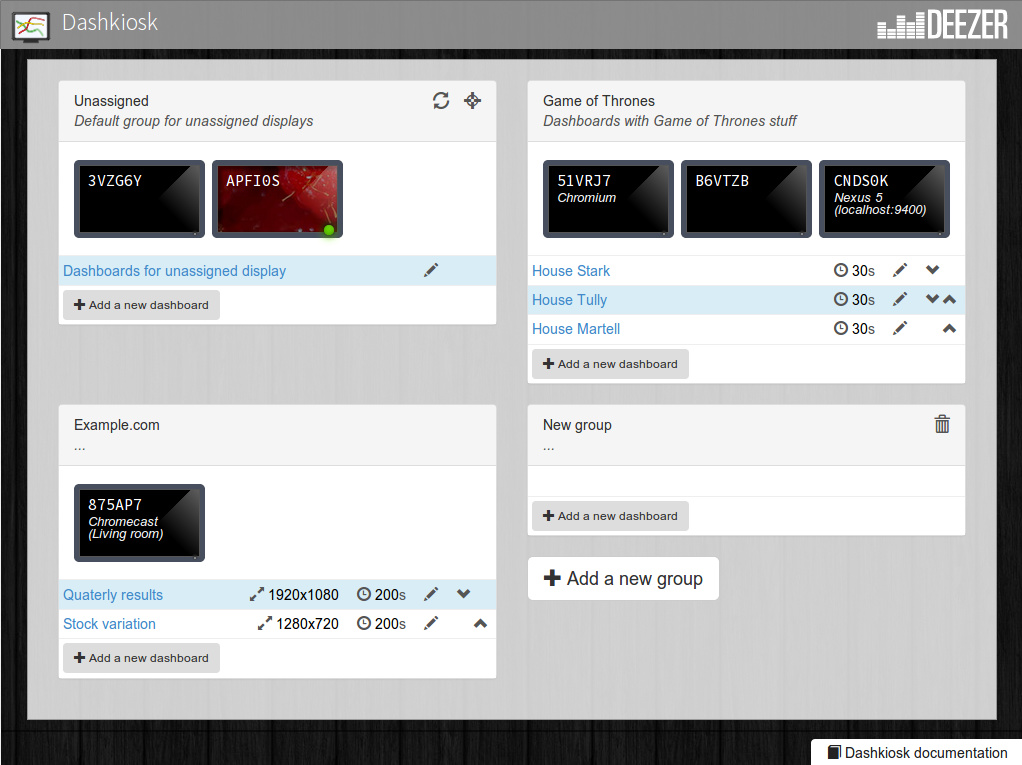 Dashkiosk
DEEZER
Unassigned
Default group for unassigned displays
3VZG6Y
APFI0S
Dashboards for unassigned display
Add a new dashboard
Game of Thrones
Dashboards with Game of Thrones stuff
51VRJ7
Chromium
B6VTZB
CNDS0K
Nexus 5
(localhost:9400)
House Stark 30s
House Tully 30s
House Martell 30s
Add a new dashboard
Example.com
...
875AP7
Chromecast
(Living room)
Quaterly results 1920x1080 200s
Stock variation 1280x720 200s
Add a new dashboard
New group
...
Add a new dashboard
Add a new group
Dashkiosk documentation